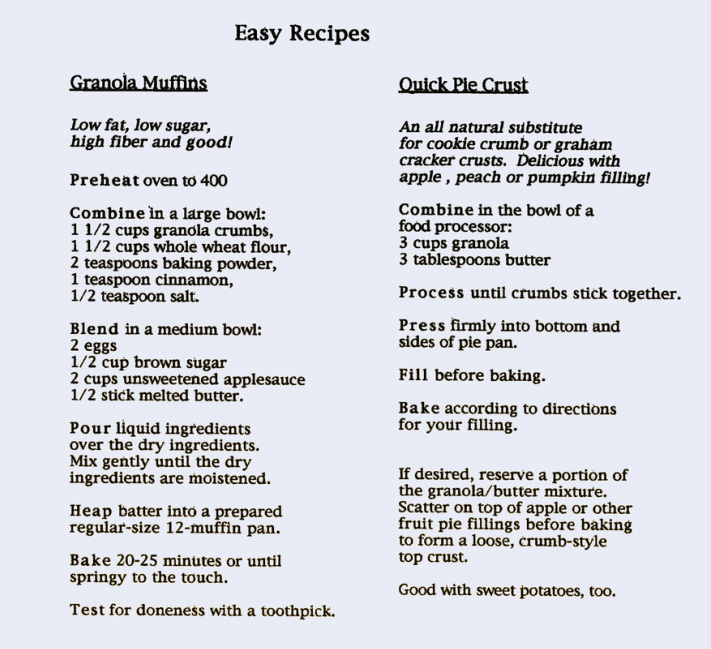 Easy Recipes
Granola Muffins
Low fat, low sugar,
high fiber and good!
Preheat oven to 400
Combine in a large bowl:
1 1/2 cups granola crumbs,
1 1/2 cups whole wheat flour,
2 teaspoons baking powder,
1 teaspoon cinnamon,
1/2 teaspoon salt.
Blend in a medium bowl:
2 eggs
1/2 cup brown sugar
2 cups unsweetened applesauce
1/2 stick melted butter.
Pour liquid ingredients
over the dry ingredients.
Mix gently until the dry
ingredients are moistened.
Heap batter into a prepared
regular-size 12-muffin pan.
Bake 20-25 minutes or until
springy to the touch.
Test for doneness with a toothpick.
Quick Pie Crust
An all natural substitute
for cookie crumb or graham
cracker crusts. Delicious with
apple , peach or pumpkin filling!
Combine in the bowl of a
food processor:
3 cups granola
3 tablespoons butter
Process until crumbs stick together.
Press firmly into bottom and
sides of pie pan.
Fill before baking.
Bake according to directions
for your filling.
If desired, reserve a portion of
the granola/butter mixture.
Scatter on top of apple or other
fruit pie fillings before baking
to form a loose, crumb-style
top crust.
Good with sweet potatoes, too.